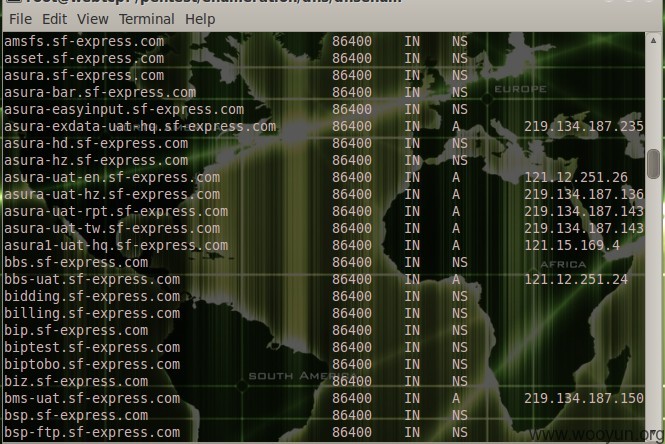 File Edit View Terminal Help
amsfs.sf-express.com 86400 IN NS
asset.sf-express.com 86400 IN NS
asura.sf-express.com 86400 IN NS
asura-bar.sf-express.com 86400 IN NS
asura-easyinput.sf-express.com 86400 IN NS
asura-exdata-uat-hq.sf-express.com 86400 IN A 219.134.187.235
asura-hd.sf-express.com 86400 IN NS
asura-hz.sf-express.com 86400 IN NS
asura-uat-en.sf-express.com 86400 IN A 121.12.251.26
asura-uat-hz.sf-express.com 86400 IN A 219.134.187.136
asura-uat-rpt.sf-express.com 86400 IN A 219.134.187.143
asura-uat-tw.sf-express.com 86400 IN A 219.134.187.143
asura1-uat-hq.sf-express.com 86400 IN A 121.15.169.4
bbs.sf-express.com 86400 IN NS
bbs-uat.sf-express.com 86400 IN A 121.12.251.24
bidding.sf-express.com 86400 IN NS
billing.sf-express.com 86400 IN NS
bip.sf-express.com 86400 IN NS
biptest.sf-express.com 86400 IN NS
biptobo.sf-express.com 86400 IN NS
biz.sf-express.com 86400 IN NS
bms-uat.sf-express.com 86400 IN A 219.134.187.150
bsp.sf-express.com 86400 IN NS
bsp-ftp.sf-express.com 86400 IN NS
EUROPE
AFRICA
SOUTH AMER
www.wooyun.org